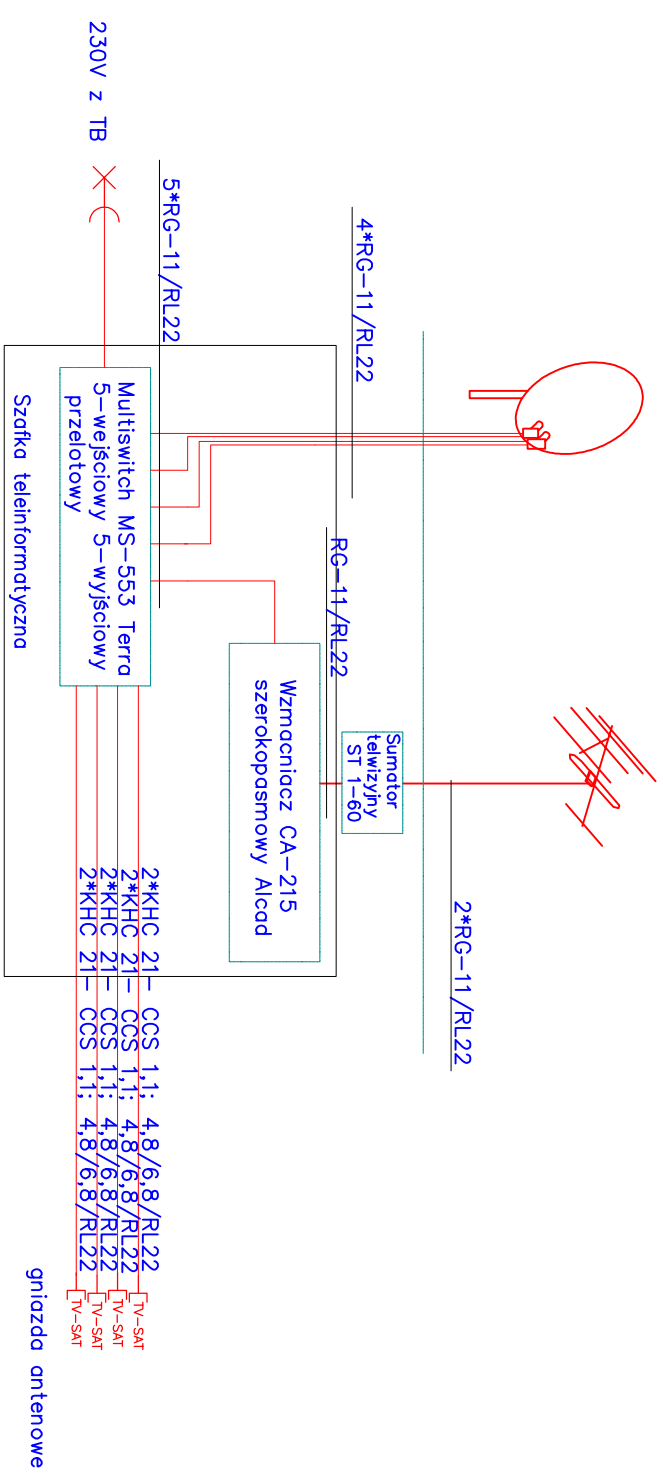 2*RG-11/RL22
4*RG-11/RL22
Sumator
telwizyjny
ST 1-60
RG-11/RL22
Wzmacniacz CA-215
szerokopasmowy Alcad
5*RG-11/RL22
230V z TB
Multiswitch MS-553 Terra
5-wejściowy 5-wyjściowy
przelotowy
2*KHC 21- CCS 1,1; 4,8/6,8/RL22
2*KHC 21- CCS 1,1; 4,8/6,8/RL22
2*KHC 21- CCS 1,1; 4,8/6,8/RL22
2*KHC 21- CCS 1,1; 4,8/6,8/RL22
TV-SAT
TV-SAT
TV-SAT
TV-SAT
Szafka teleinformatyczna
gniazda antenowe